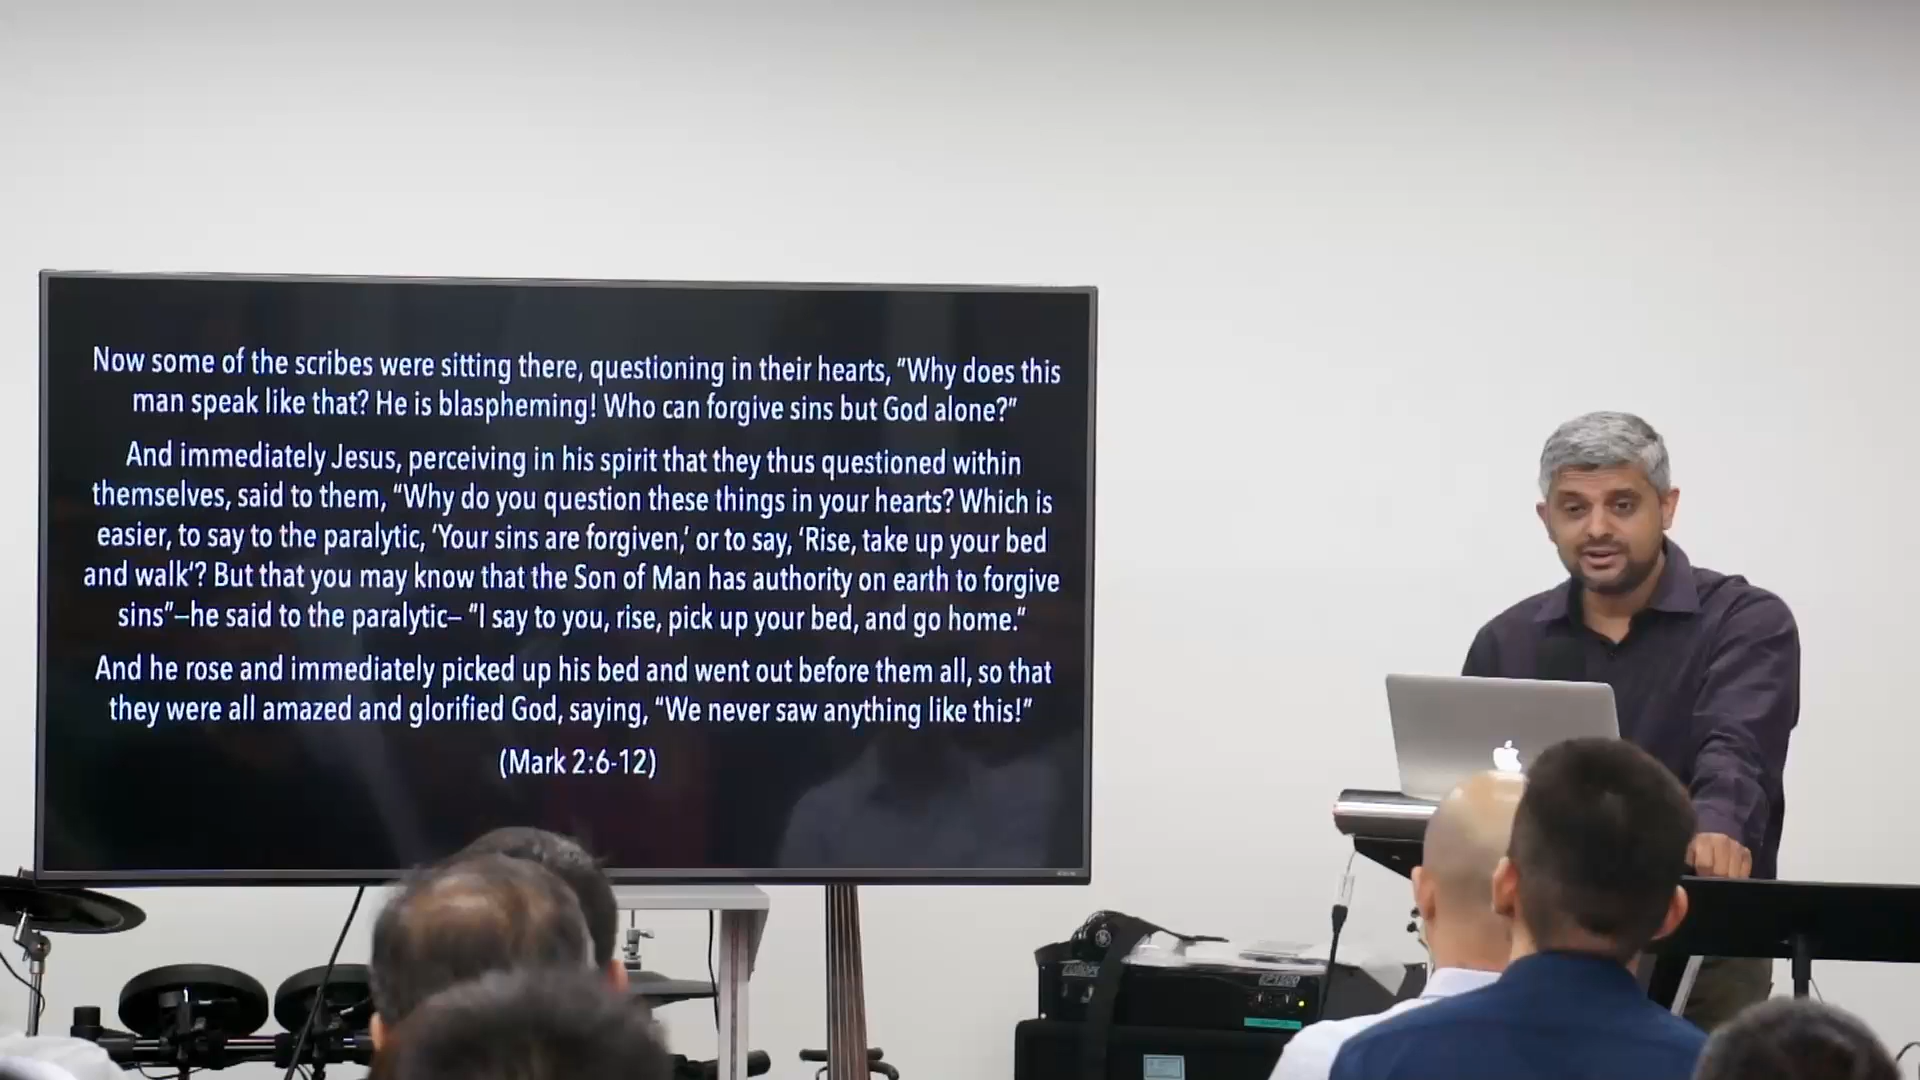 Now some of the scribes were sitting there, questioning in their hearts, “Why does this
man speak like that? He is blaspheming! Who can forgive sins but God alone?”
And immediately Jesus, perceiving in his spirit that they thus questioned within
themselves, said to them, “Why do you question these things in your hearts? Which is
easier, to say to the paralytic, ‘Your sins are forgiven,’ or to say, ‘Rise, take up your bed
and walk’? But that you may know that the Son of Man has authority on earth to forgive
sins”—he said to the paralytic— “I say to you, rise, pick up your bed, and go home.”
And he rose and immediately picked up his bed and went out before them all, so that
they were all amazed and glorified God, saying, “We never saw anything like this!”
(Mark 2:6-12)